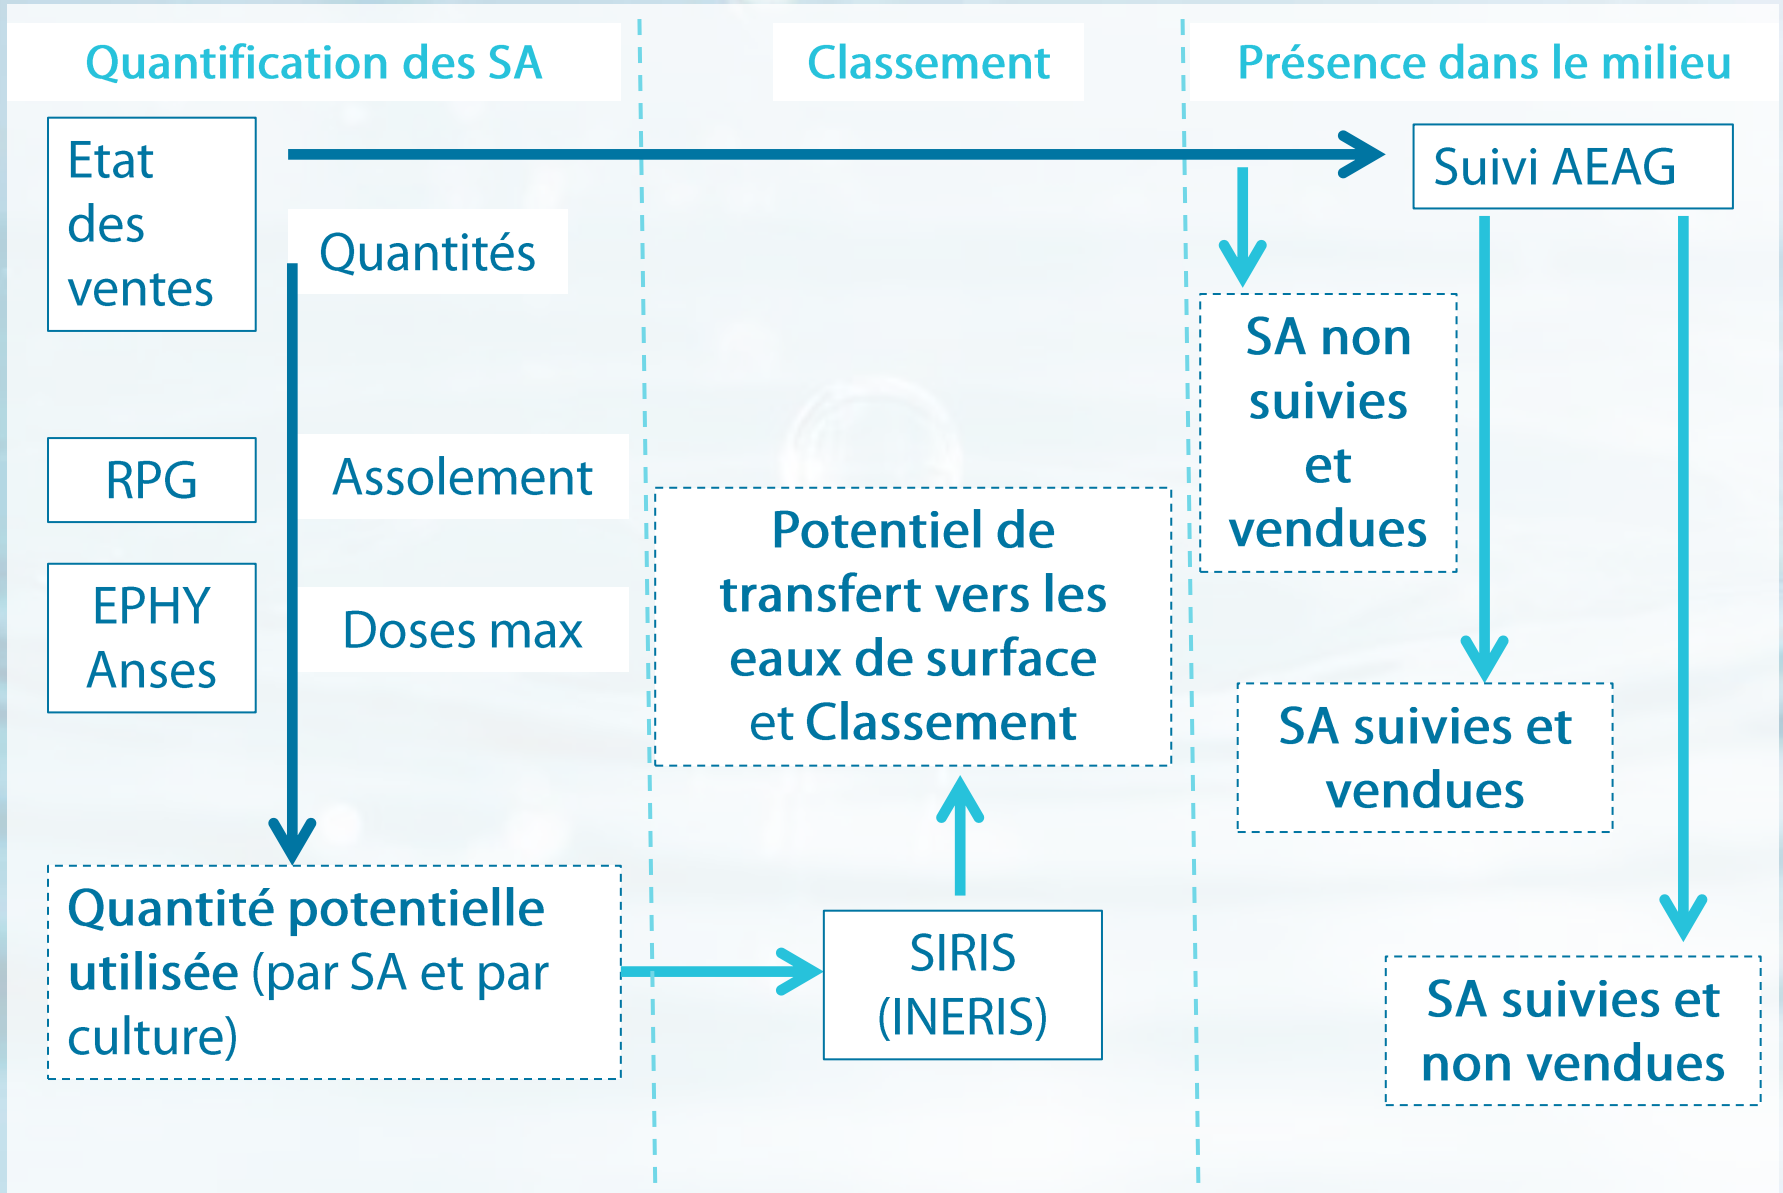 Quantification des SA
Classement
Présence dans le milieu
Etat
des
ventes
Quantités
RPG
Assolement
EPHY
Anses
Doses max
Quantité potentielle
utilisée (par SA et par
culture)
Potentiel de
transfert vers les
eaux de surface
et Classement
SIRIS
(INERIS)
Suivi AEAG
SA non
suivies
et
vendues
SA suivies et
vendues
SA suivies et
non vendues